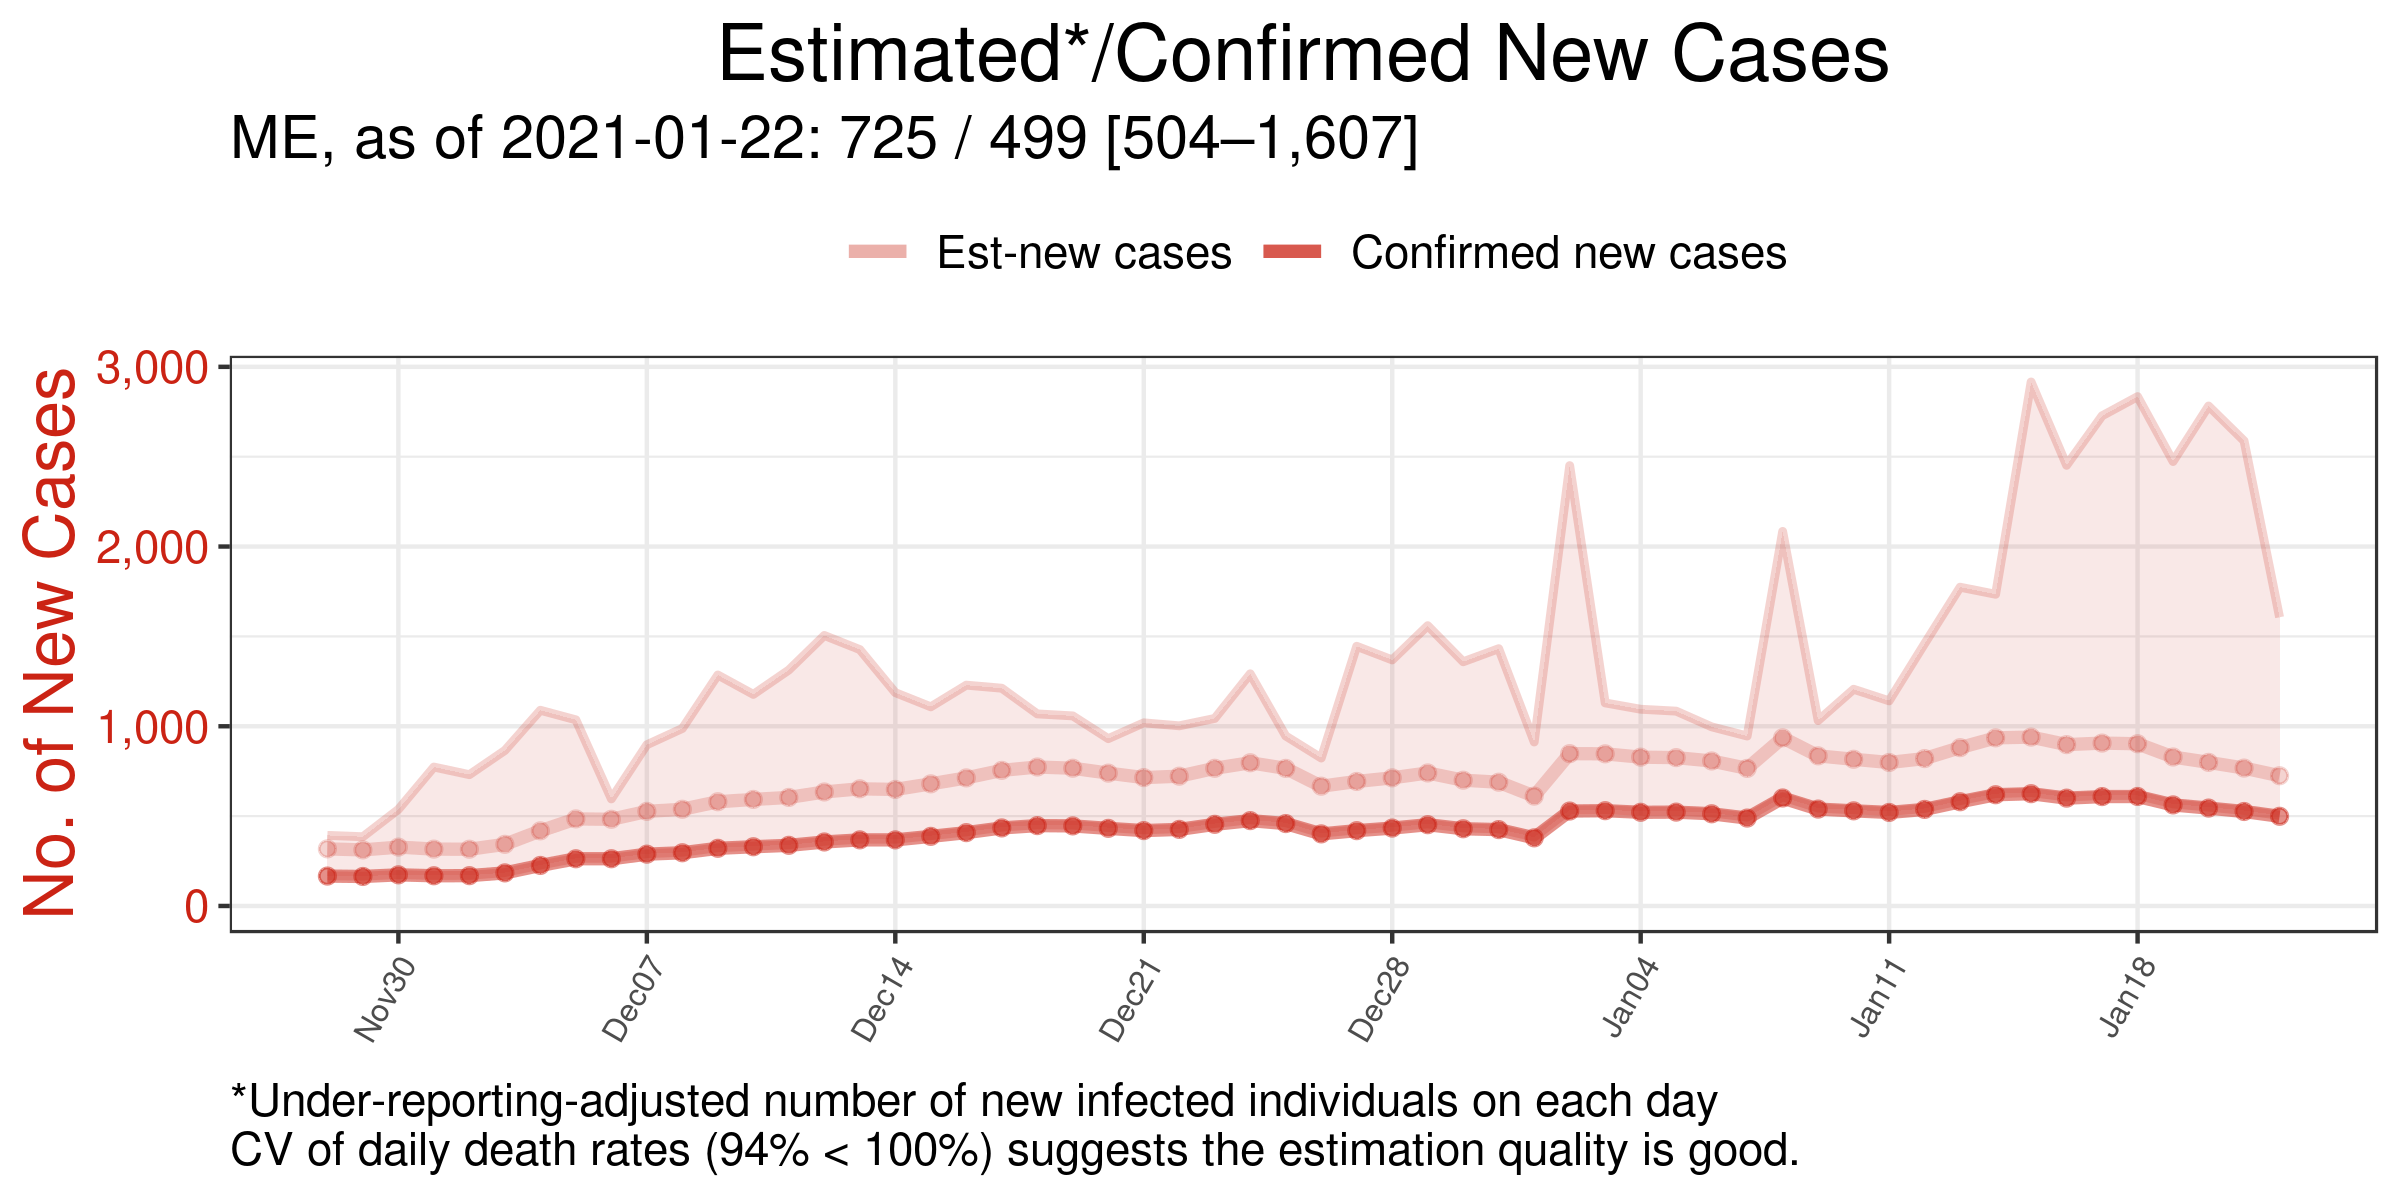 Estimated*/Confirmed New Cases
ME, as of 2021-01-22: 725 / 499 [504–1,607]
Est-new cases
Confirmed new cases
No. of New Cases
3,000
2,000
1,000
0
Nov30
Dec07
Dec14
Dec21
Dec28
Jan04
Jan11
Jan18
*Under-reporting-adjusted number of new infected individuals on each day
CV of daily death rates (94% < 100%) suggests the estimation quality is good.